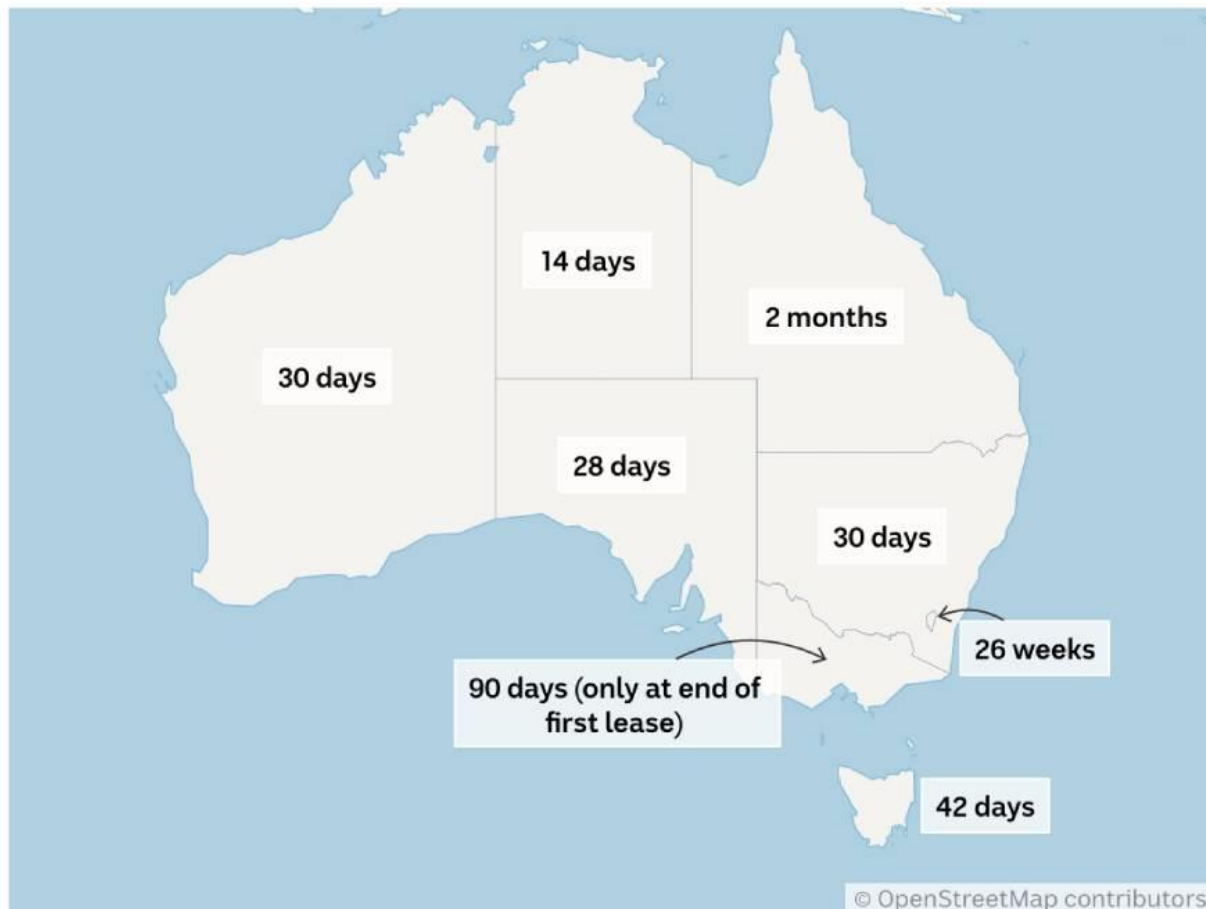 14 days
2 months
30 days
28 days
30 days
26 weeks
90 days (only at end of
first lease)
42 days
© OpenStreetMap contributors